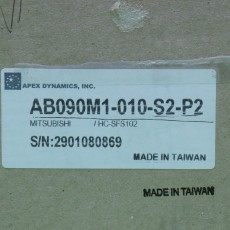 APEX DYNAMICS, INC.
AB090M1-010-S2-P2
MITSUBISHI / HC-SFS102
S/N:2901080869
MADE IN TAIWAN
MADE IN TAIWAN